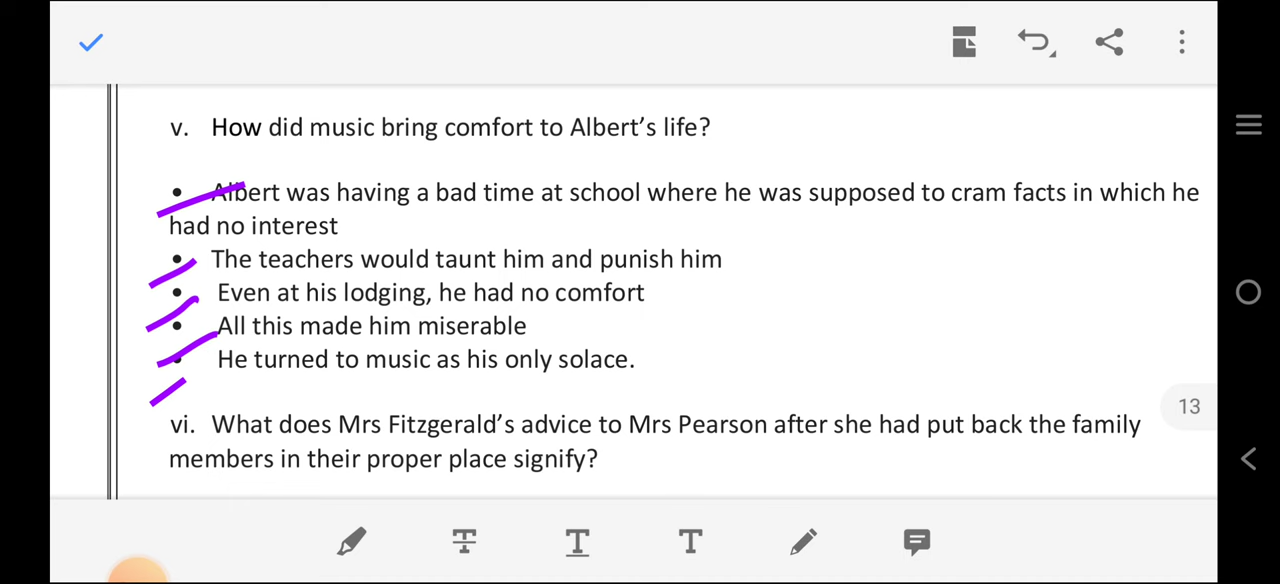 v. How did music bring comfort to Albert’s life?
• Albert was having a bad time at school where he was supposed to cram facts in which he
had no interest
• The teachers would taunt him and punish him
• Even at his lodging, he had no comfort
• All this made him miserable
• He turned to music as his only solace.
13
vi. What does Mrs Fitzgerald’s advice to Mrs Pearson after she had put back the family
members in their proper place signify?
T T T